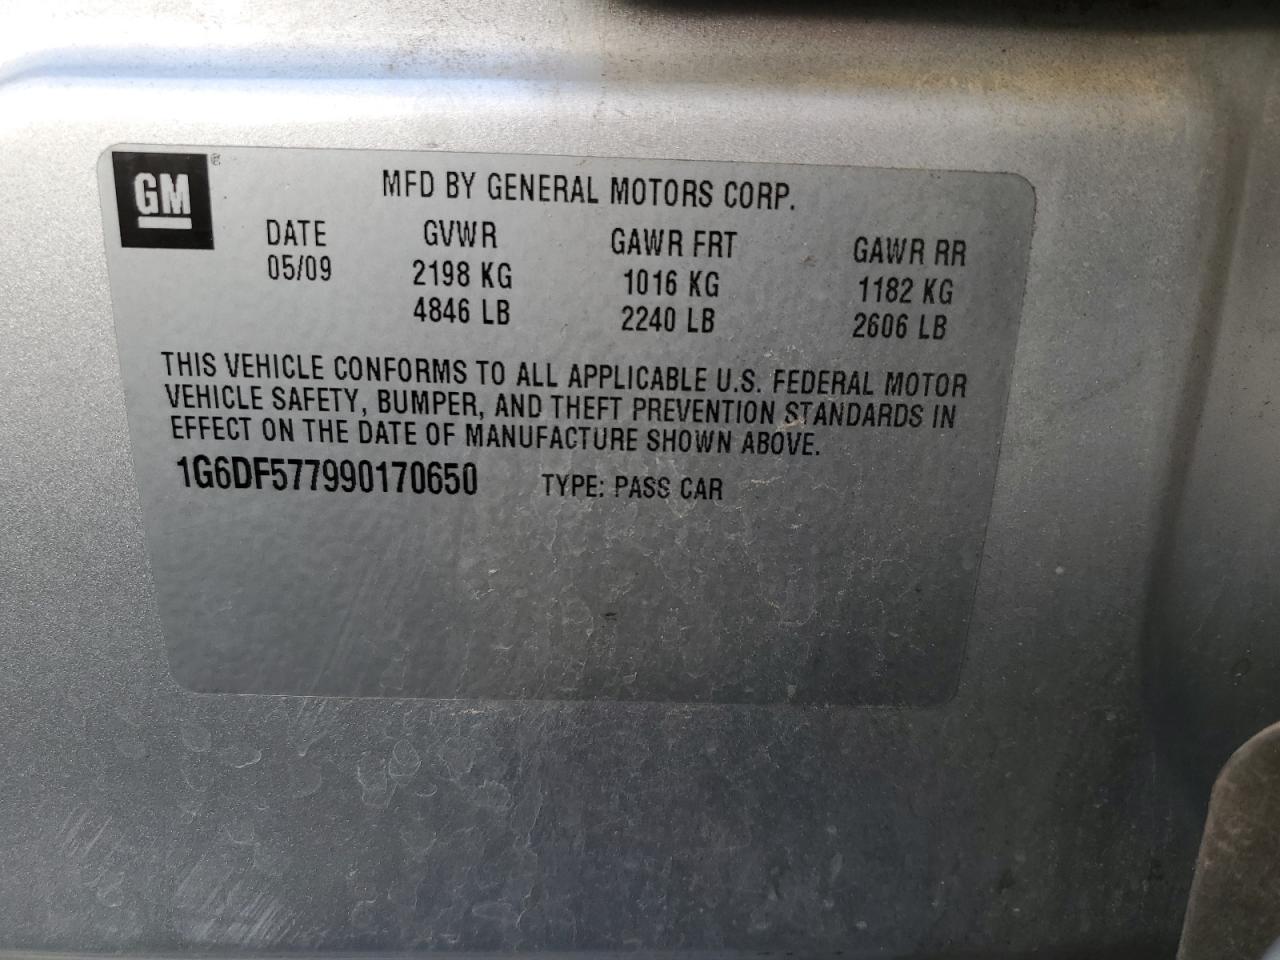 GM®
MFD BY GENERAL MOTORS CORP.
DATE GVWR GAWR FRT GAWR RR
05/09 2198 KG 1016 KG 1182 KG
4846 LB 2240 LB 2606 LB
THIS VEHICLE CONFORMS TO ALL APPLICABLE U.S. FEDERAL MOTOR
VEHICLE SAFETY, BUMPER, AND THEFT PREVENTION STANDARDS IN
EFFECT ON THE DATE OF MANUFACTURE SHOWN ABOVE.
1G6DF577990170650 TYPE: PASS CAR